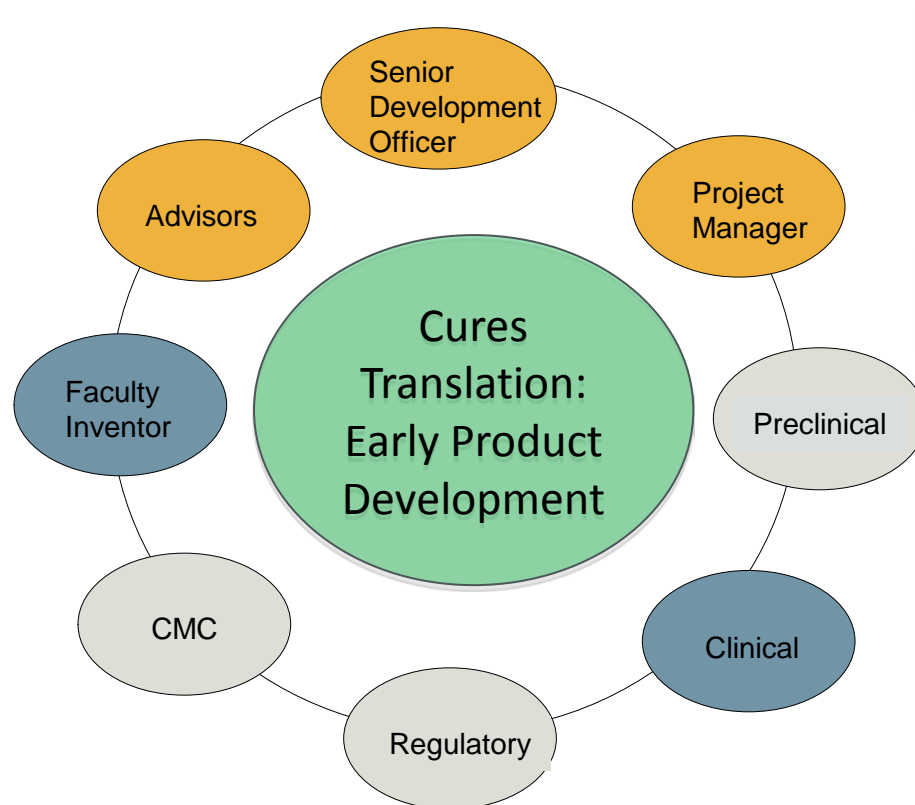 Senior
Development
Officer
Project
Manager
Advisors
Cures
Translation:
Early Product
Development
Faculty
Inventor
Preclinical
CMC
Clinical
Regulatory